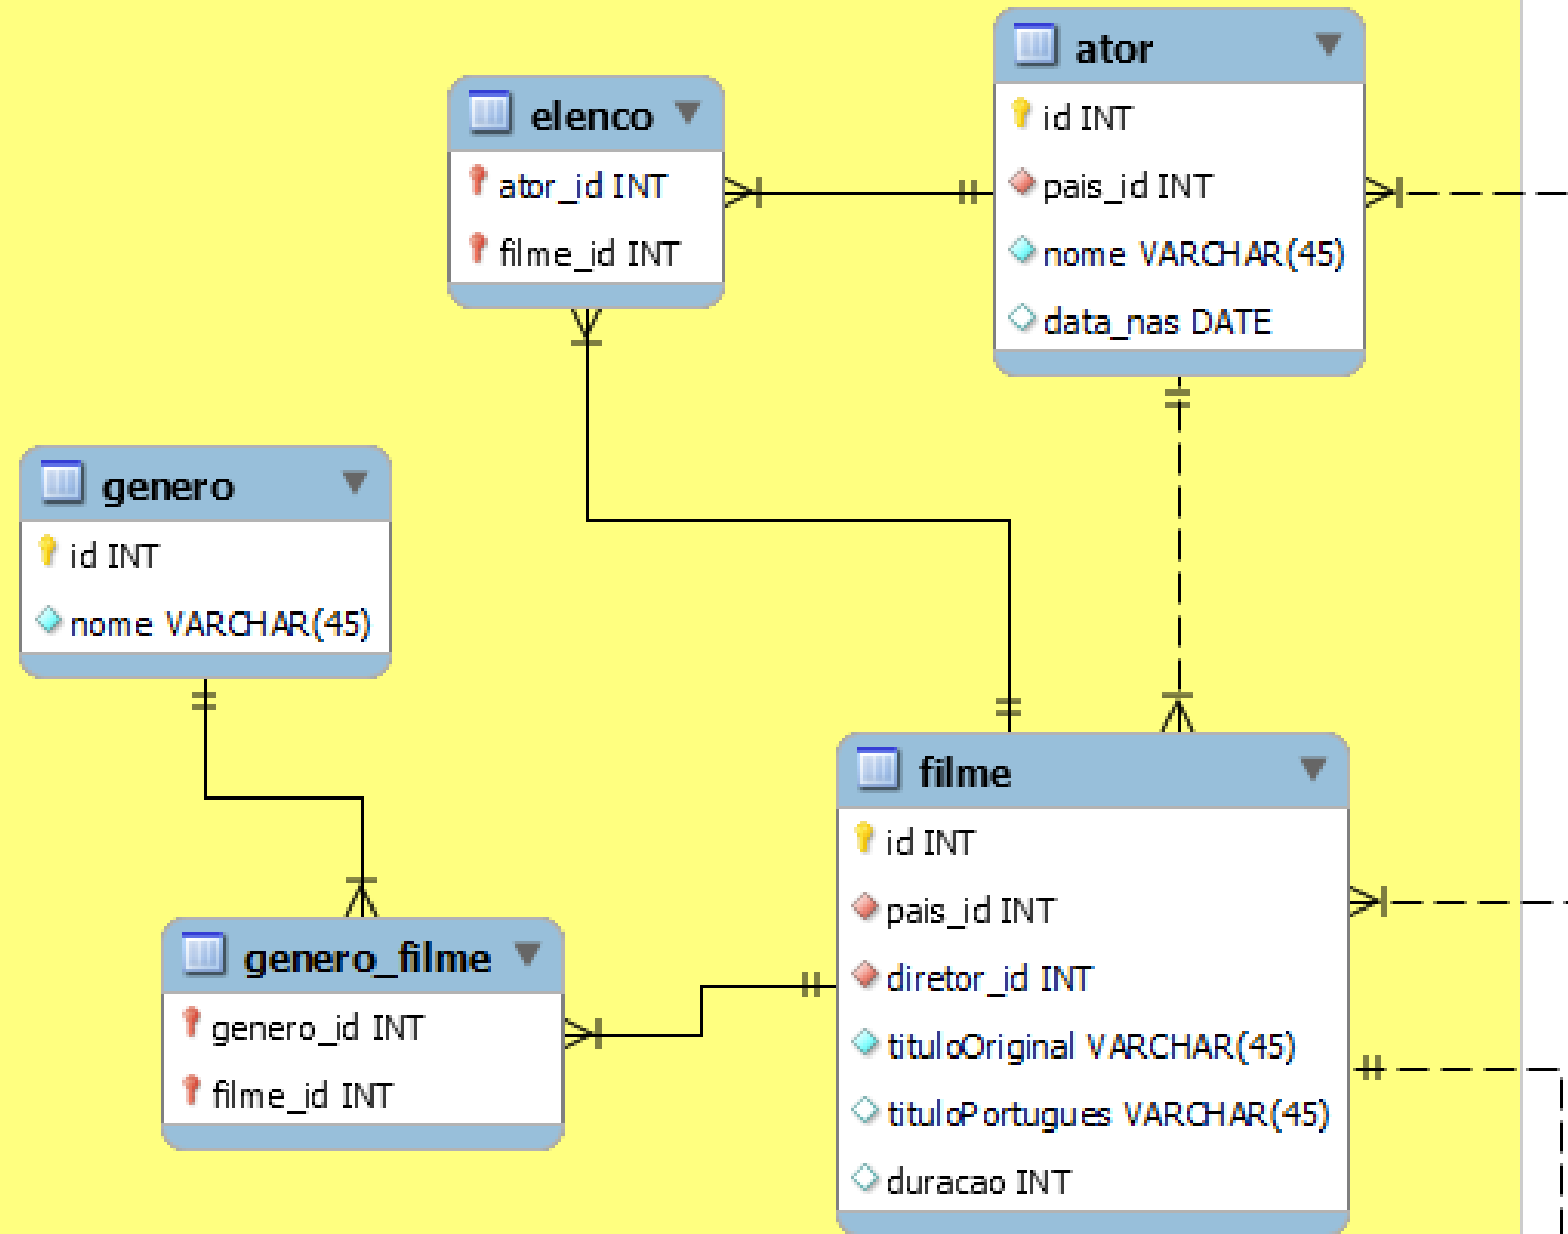 ator
id INT
pais_id INT
nome VARCHAR(45)
data_nas DATE
elenco
ator_id INT
filme_id INT
genero
id INT
nome VARCHAR(45)
filme
id INT
pais_id INT
diretor_id INT
tituloOriginal VARCHAR(45)
tituloPortugues VARCHAR(45)
duracao INT
genero_filme
genero_id INT
filme_id INT